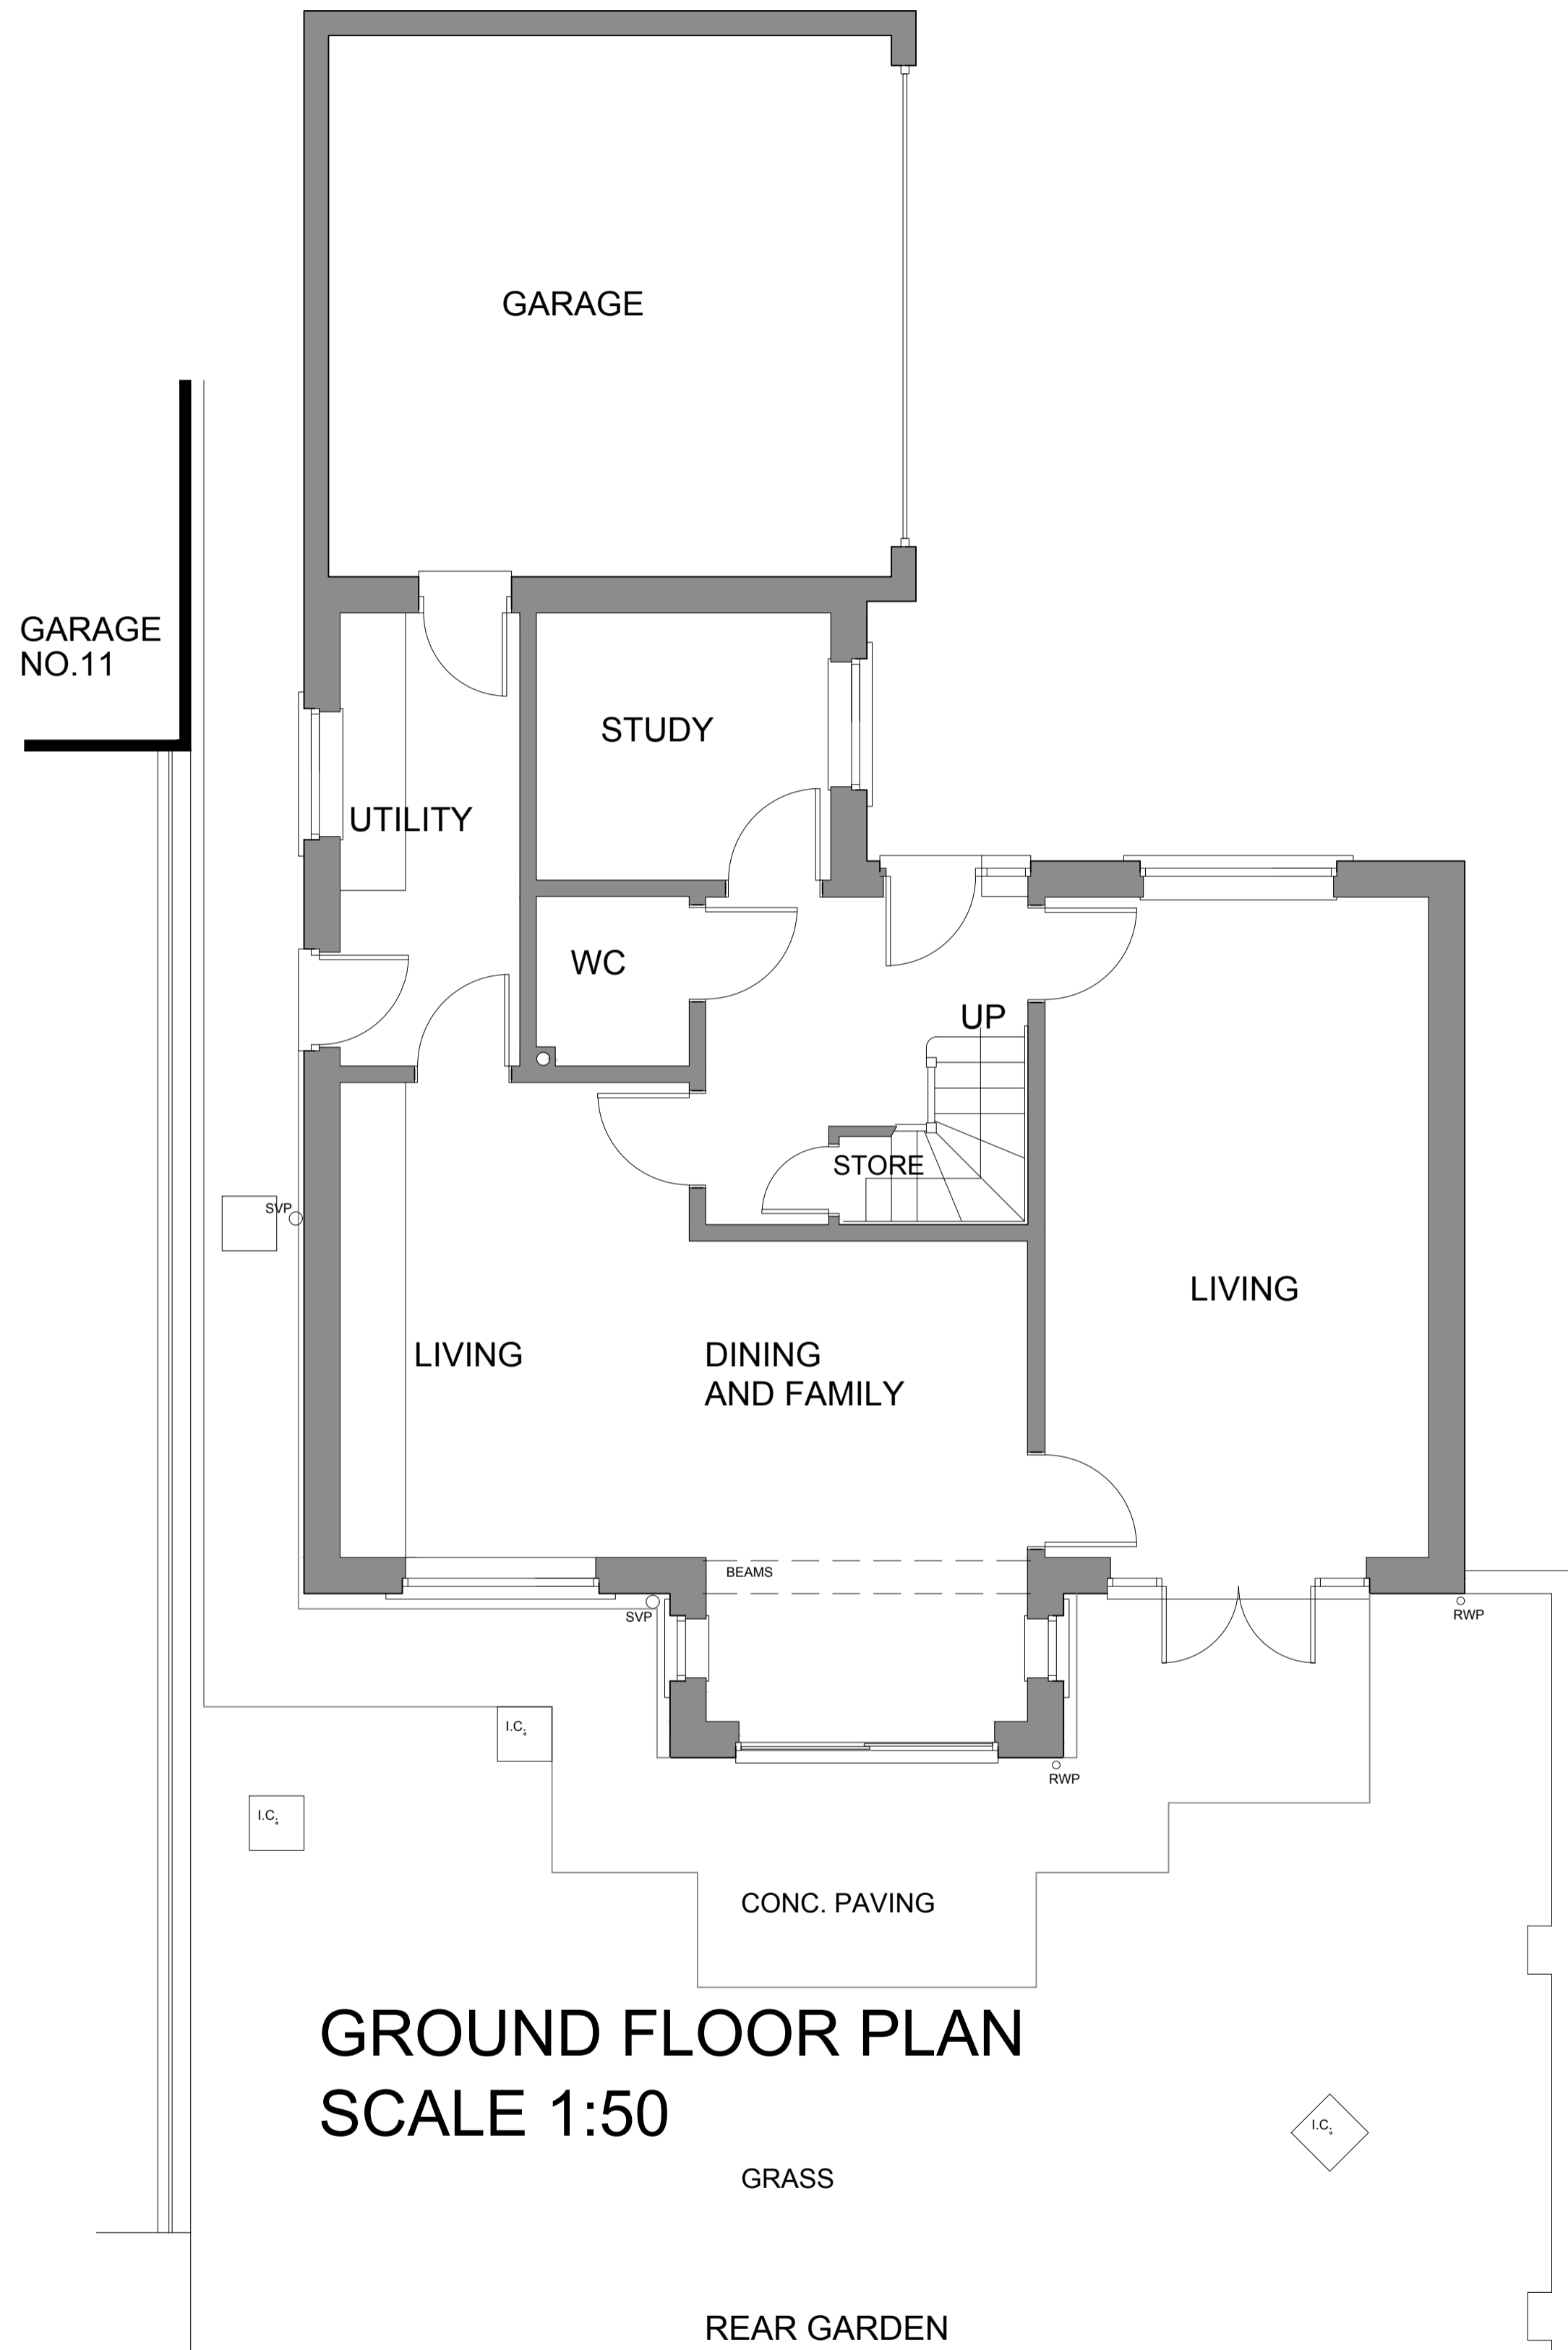 GARAGE
GARAGE
NO.11
STUDY
UTILITY
WC
UP
STORE
SVP
LIVING
LIVING
DINING
AND FAMILY
BEAMS
SVP
RWP
I.C.
RWP
I.C.
CONC. PAVING
GROUND FLOOR PLAN
SCALE 1:50
I.C.
GRASS
REAR GARDEN